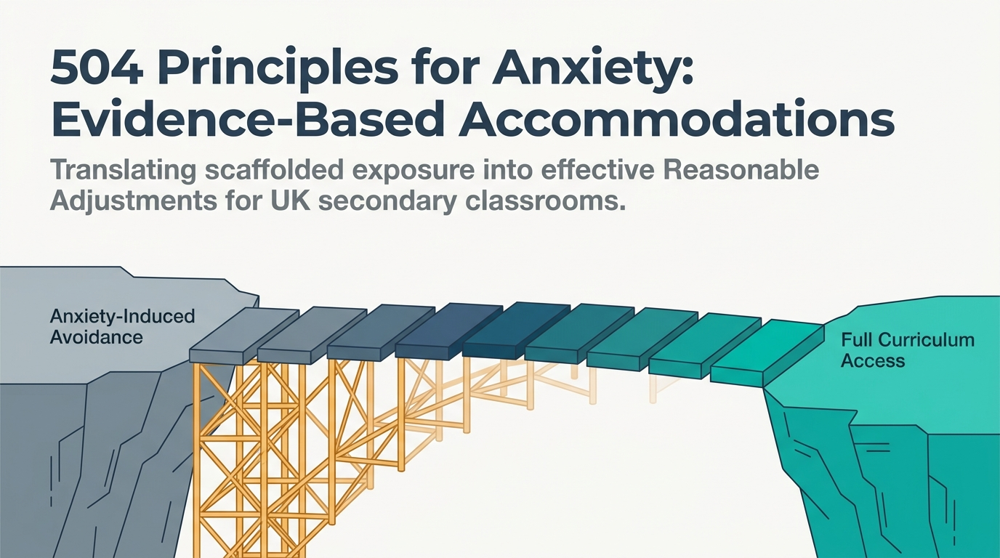 504 Principles for Anxiety:
Evidence-Based Accommodations
Translating scaffolded exposure into effective Reasonable
Adjustments for UK secondary classrooms.
Anxiety-Induced
Avoidance
Full Curriculum
Access